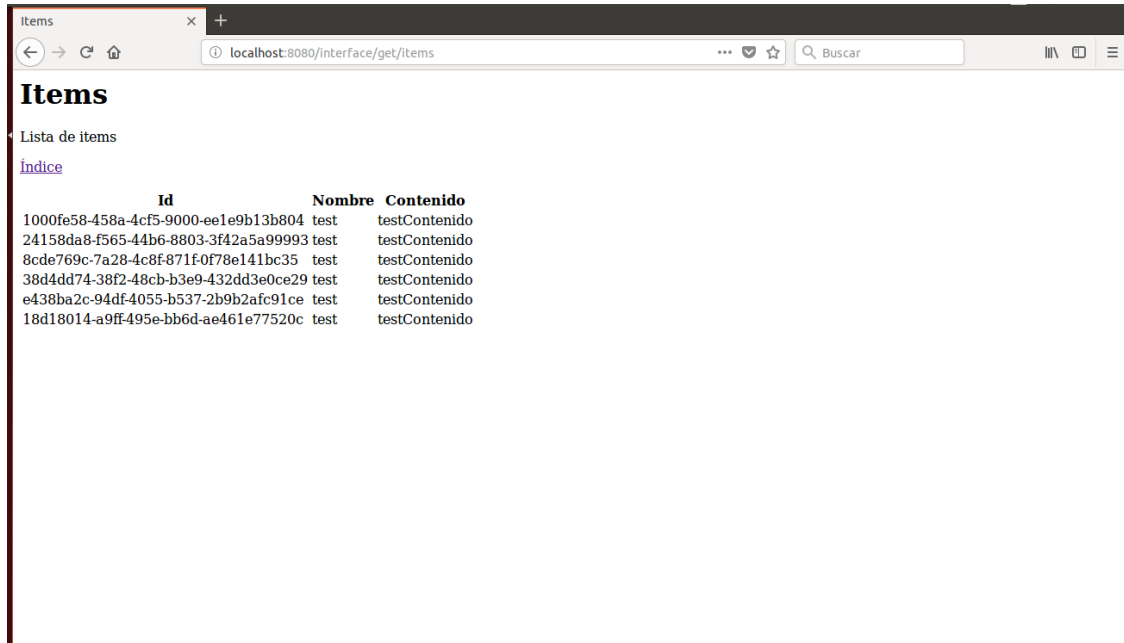 Items
localhost:8080/interface/get/items
Buscar
Items
Lista de items
Índice
Id Nombre Contenido
1000fe58-458a-4cf5-9000-ee1e9b13b804 test testContenido
24158da8-f565-44b6-8803-3f42a5a99993 test testContenido
8cde769c-7a28-4c8f-871f-0f78e141bc35 test testContenido
38d4dd74-38f2-48cb-b3e9-432dd3e0ce29 test testContenido
e438ba2c-94df-4055-b537-2b9b2afc91ce test testContenido
18d18014-a9ff-495e-bb6d-ae461e77520c test testContenido